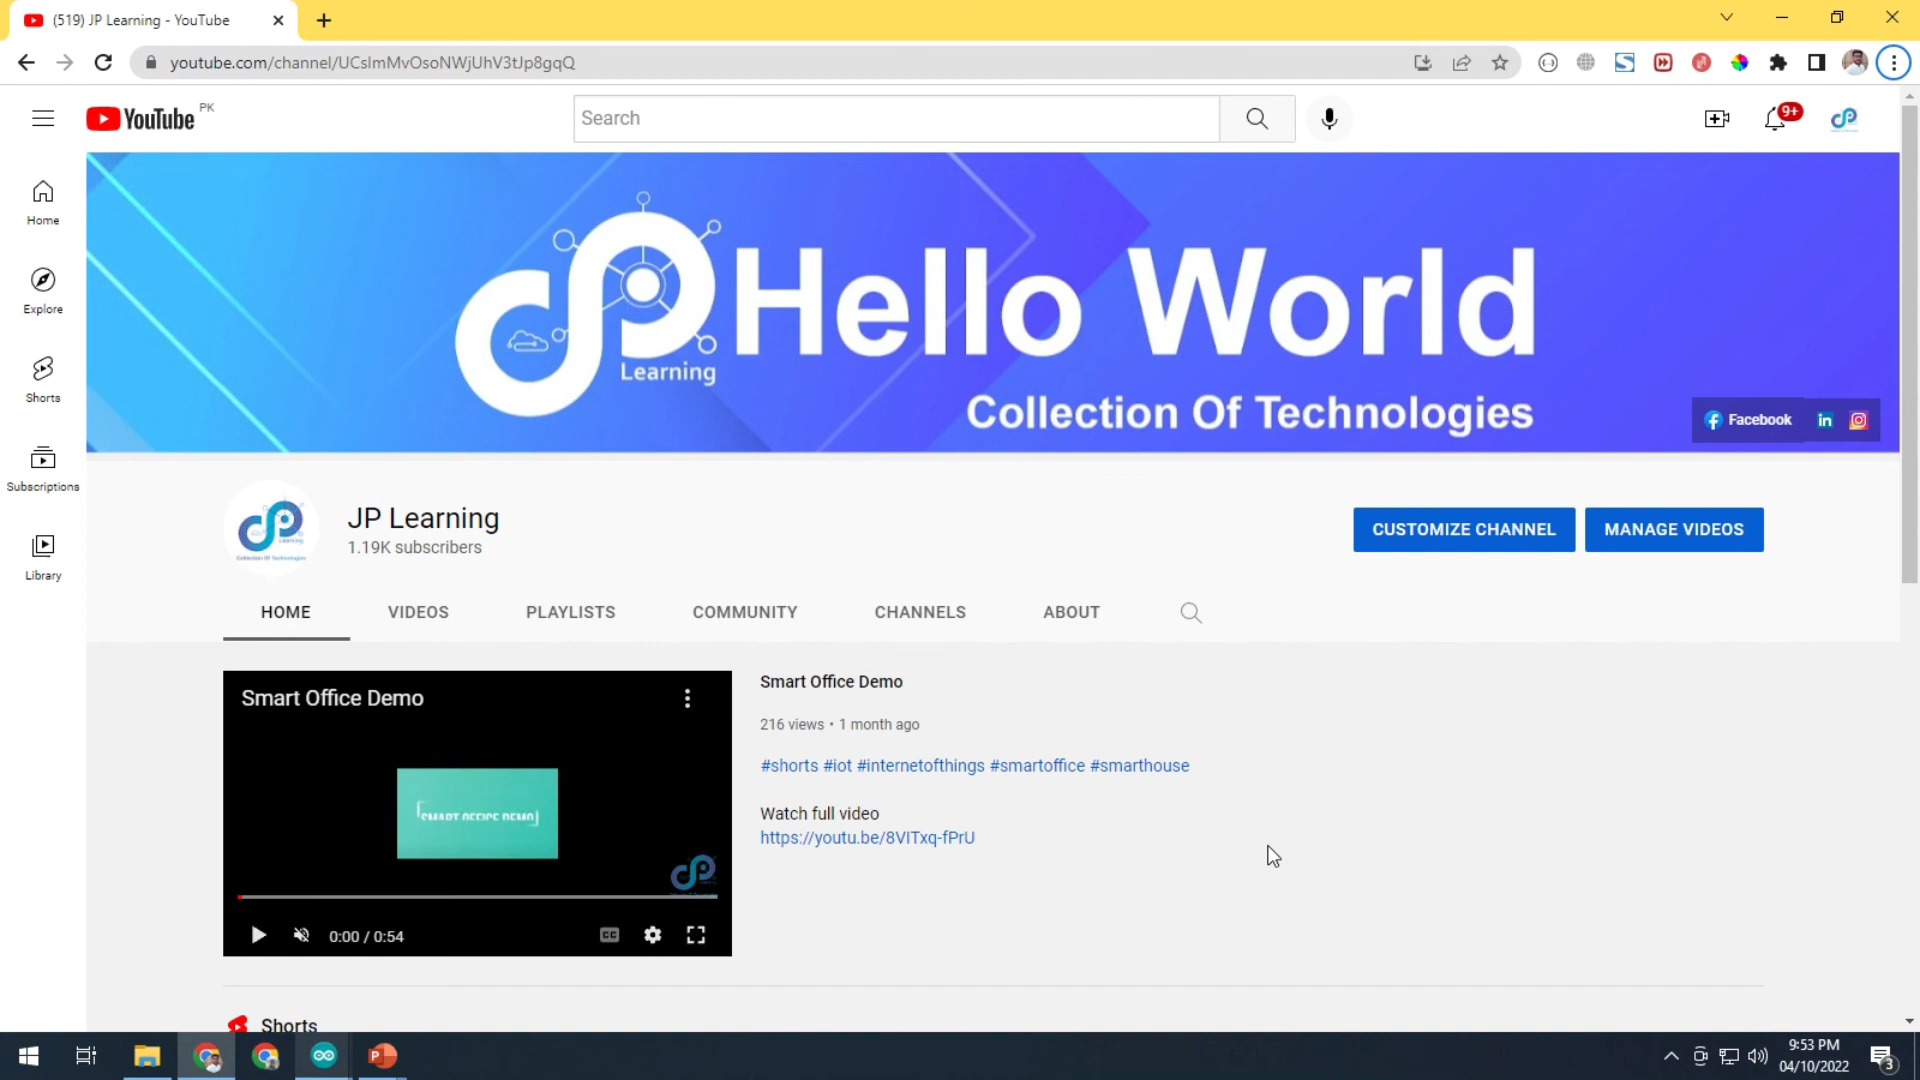 (519) JP Learning - YouTube
youtube.com/channel/UCslmMvOsoNWjUhV3tJp8gqQ
YouTube PK
Search
9+
Home
Explore
Shorts
Subscriptions
Library
Hello World
Learning
Collection Of Technologies
Facebook
in
JP Learning
1.19K subscribers
CUSTOMIZE CHANNEL
MANAGE VIDEOS
HOME
VIDEOS
PLAYLISTS
COMMUNITY
CHANNELS
ABOUT
Smart Office Demo
0:00 / 0:54
CC
Smart Office Demo
216 views • 1 month ago
#shorts #iot #internetofthings #smartoffice #smarthouse
Watch full video
https://youtu.be/8VITxq-fPrU
Shorts
9:53 PM
04/10/2022
3